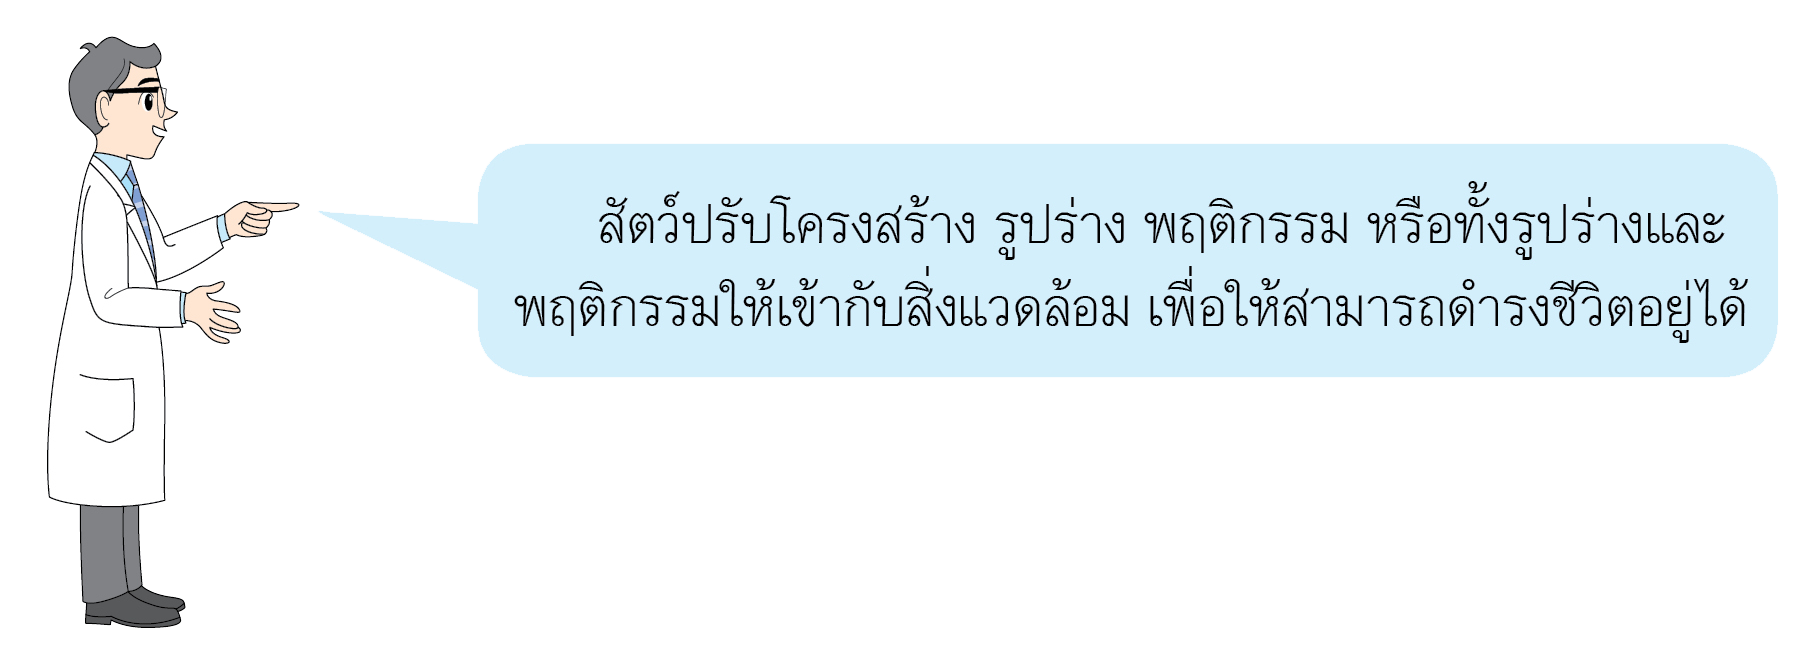 สัตว์ปรับโครงสร้าง รูปร่าง พฤติกรรม หรือทั้งรูปร่างและ
พฤติกรรมให้เข้ากับสิ่งแวดล้อม เพื่อให้สามารถดำรงชีวิตอยู่ได้